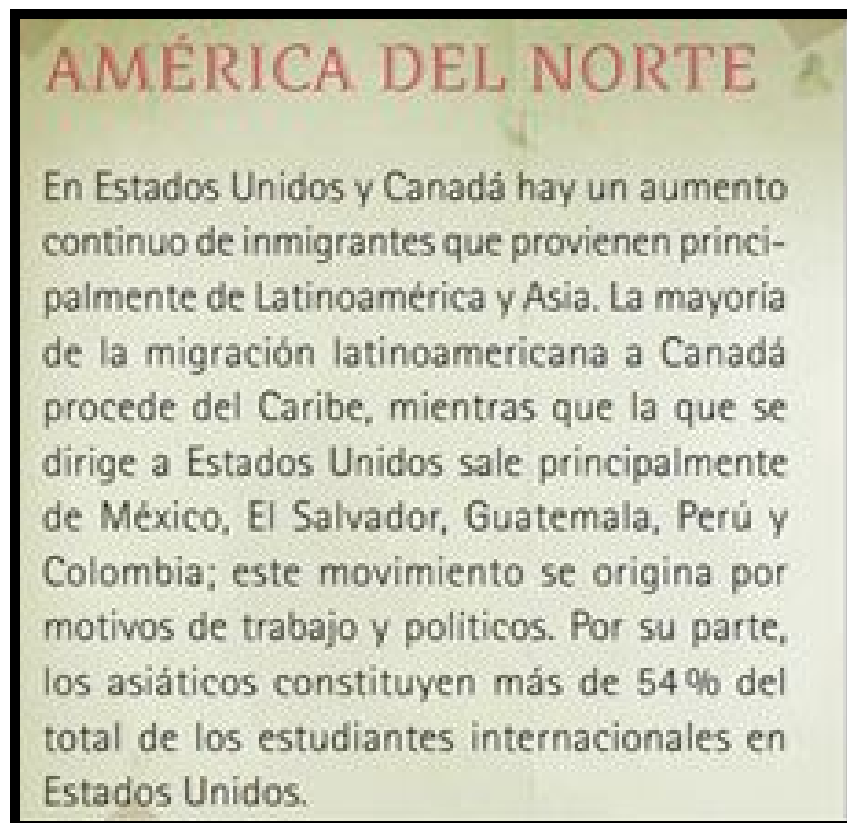 AMÉRICA DEL NORTE
En Estados Unidos y Canadá hay un aumento
continuo de inmigrantes que provienen princi-
palmente de Latinoamérica y Asia. La mayoría
de la migración latinoamericana a Canadá
procede del Caribe, mientras que la que se
dirige a Estados Unidos sale principalmente
de México, El Salvador, Guatemala, Perú y
Colombia; este movimiento se origina por
motivos de trabajo y políticos. Por su parte,
los asiáticos constituyen más de 54 % del
total de los estudiantes internacionales en
Estados Unidos.